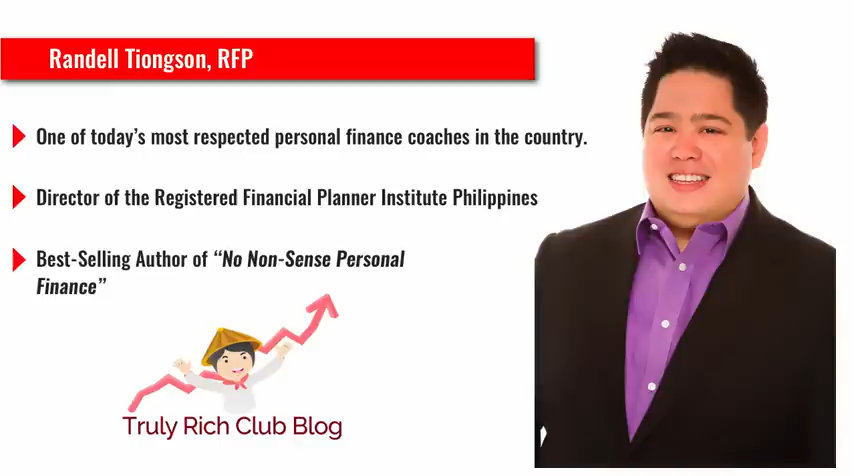 Randell Tiongson, RFP
One of today's most respected personal finance coaches in the country.
Director of the Registered Financial Planner Institute Philippines
Best-Selling Author of “No Non-Sense Personal
Finance”
Truly Rich Club Blog